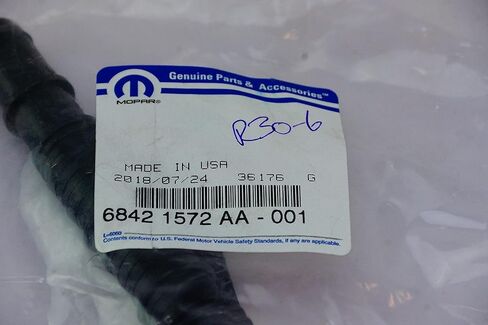 Genuine Parts & Accessories™
MOPAR®
R30-6
MADE IN USA
2018/07/24 36176 G
6842 1572 AA - 001
L-6060
Contents conform to U.S. Federal Motor Vehicle Safety Standards, if any are applicable.